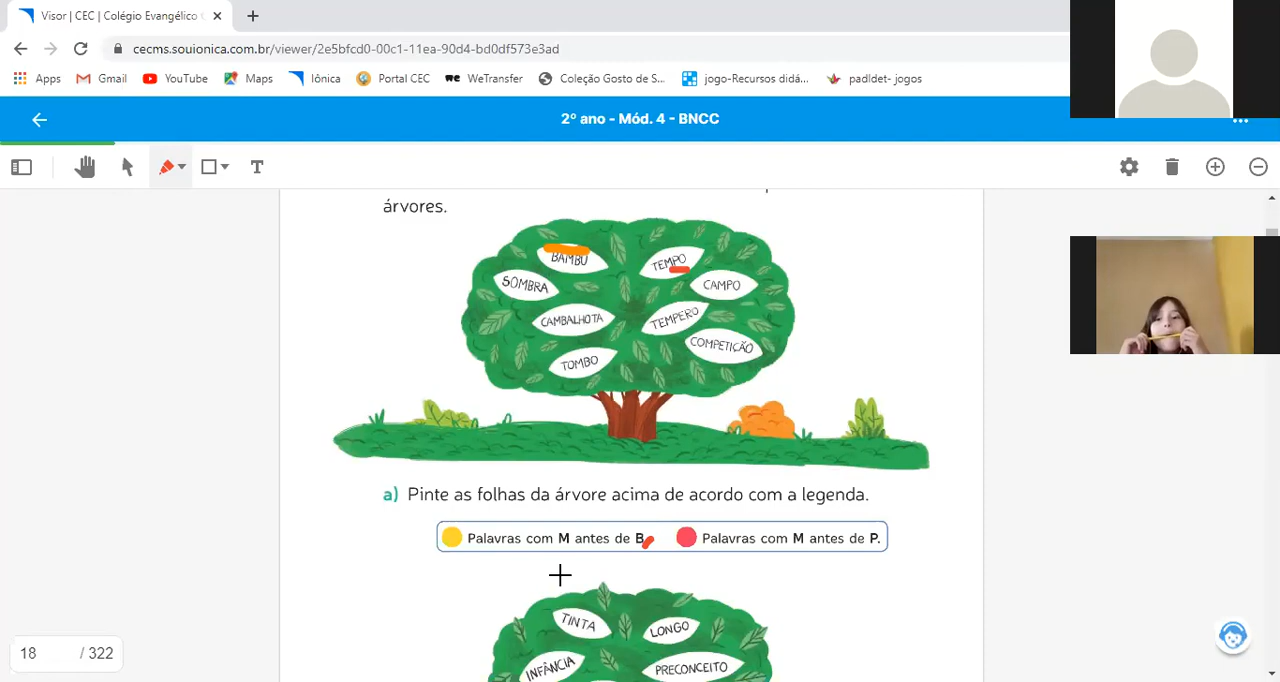 Visor | CEC | Colégio Evangélico
cecms.souionica.com.br/viewer/2e5bfcd0-00c1-11ea-90d4-bd0df573e3ad
Apps Gmail YouTube Maps Iônica Portal CEC WeTransfer Coleção Gosto de S... jogo-Recursos didá... padldet- jogos
2º ano - Mód. 4 - BNCC
T
árvores.
BAMBU TEMPO
SOMBRA CAMPO
CAMBALHOTA TEMPERO
COMPETIÇÃO
TOMBO
a) Pinte as folhas da árvore acima de acordo com a legenda.
Palavras com M antes de B. Palavras com M antes de P.
TINTA LONGO
INFÂNCIA PRECONCEITO
18 / 322